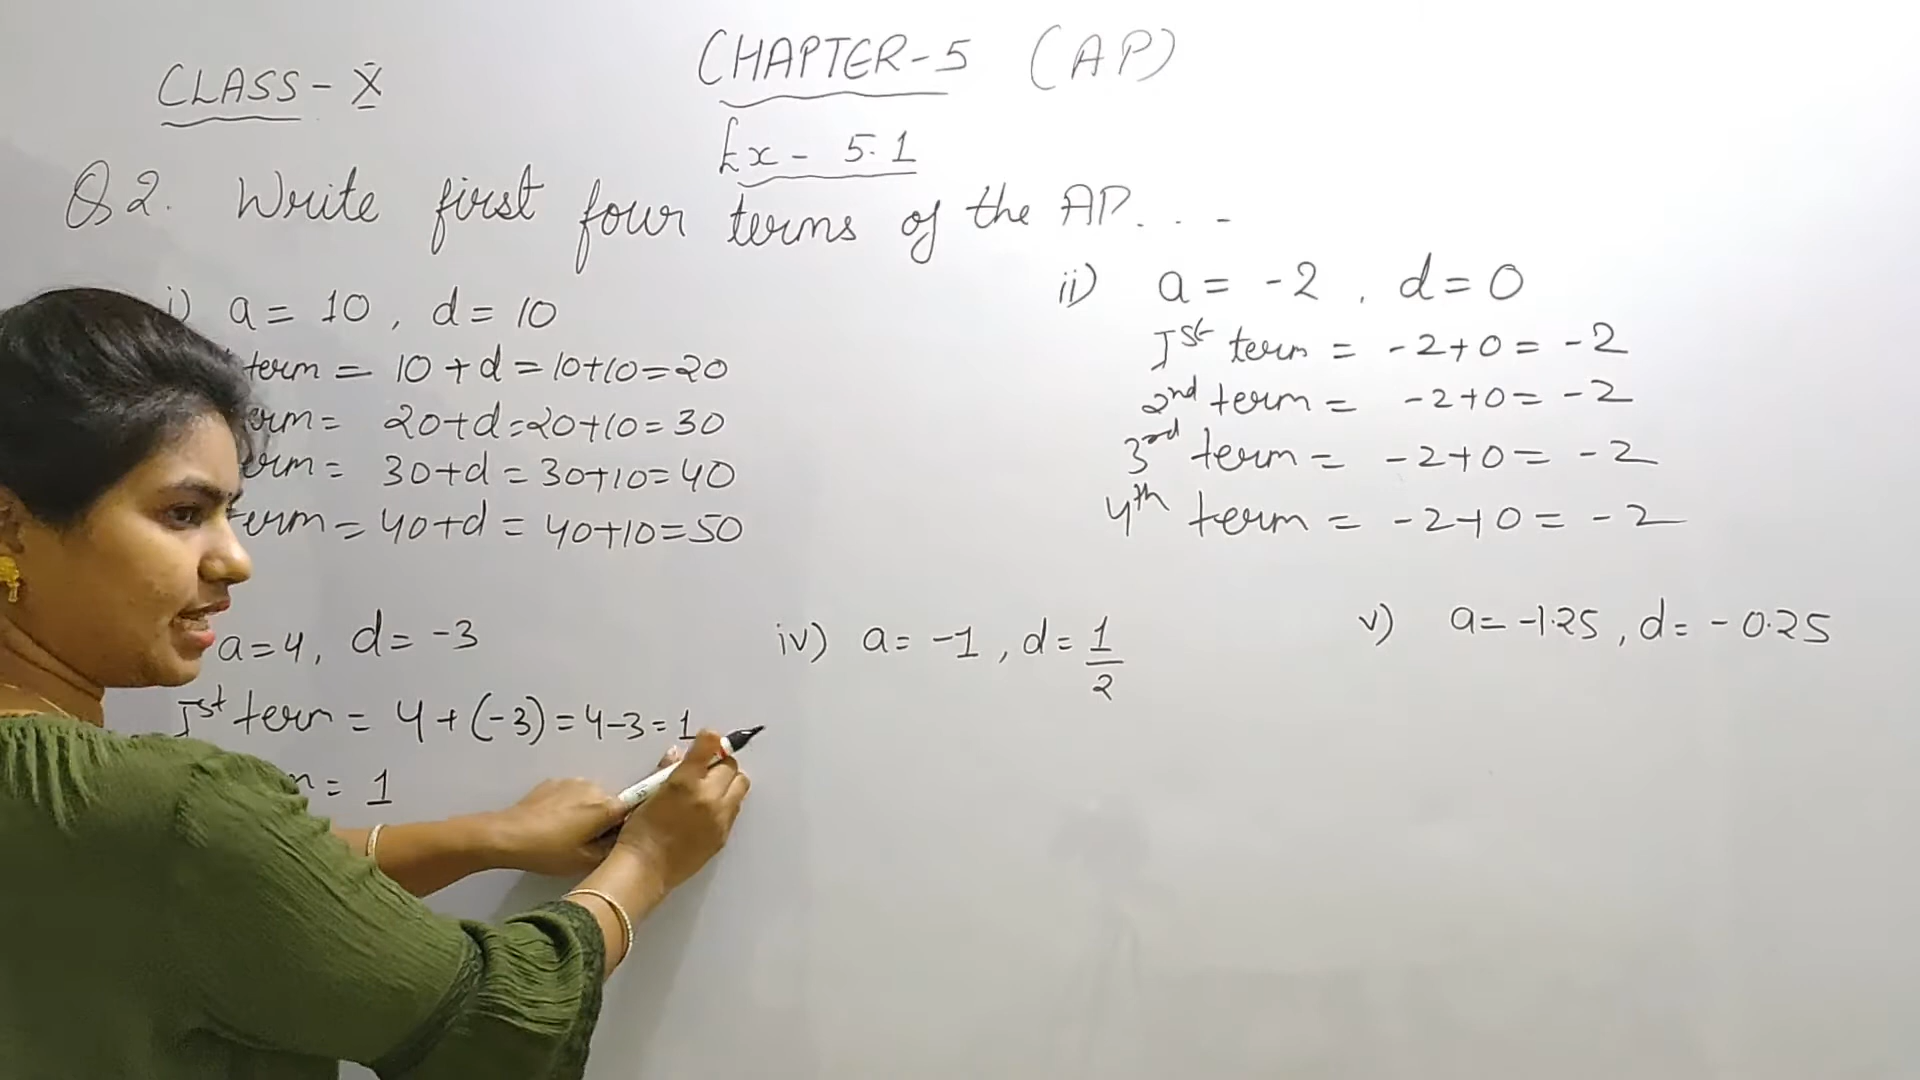 CLASS - X
CHAPTER-5 (AP)
Ex - 5.1
Q2. Write first four terms of the AP. . -
i) a = 10, d = 10
term = 10 + d = 10+10=20
= 20+d=20+10=30
= 30+d = 30+10=40
= 40+d = 40+10=50
ii) a = -2, d = 0
Ist term = -2+0 = -2
2nd term = -2+0 = -2
3rd term = -2+0 = -2
4th term = -2+0 = -2
a=4, d= -3
Ist term = 4+(-3)=4-3=1
= 1
iv) a= -1, d= 1/2
v) a= -1.25, d= -0.25